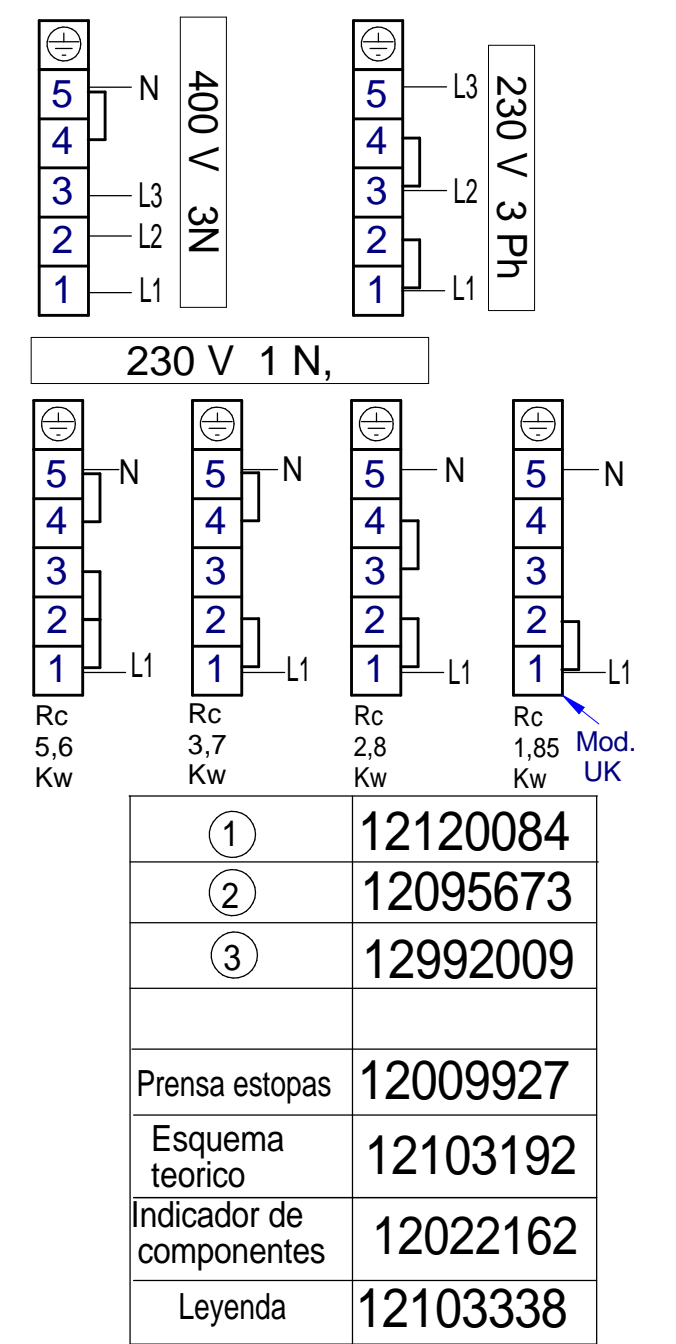 5
4
3
2
1
N
L3
L2
L1
400 V 3N
5
4
3
2
1
L3
L2
L1
230 V 3 Ph
230 V 1 N,
5
4
3
2
1
N
L1
Rc
5,6
Kw
5
4
3
2
1
N
L1
Rc
3,7
Kw
5
4
3
2
1
N
L1
Rc
2,8
Kw
5
4
3
2
1
N
L1
Rc
1,85
Kw
Mod.
UK
1 12120084
2 12095673
3 12992009
Prensa estopas 12009927
Esquema
teorico 12103192
Indicador de
componentes 12022162
Leyenda 12103338